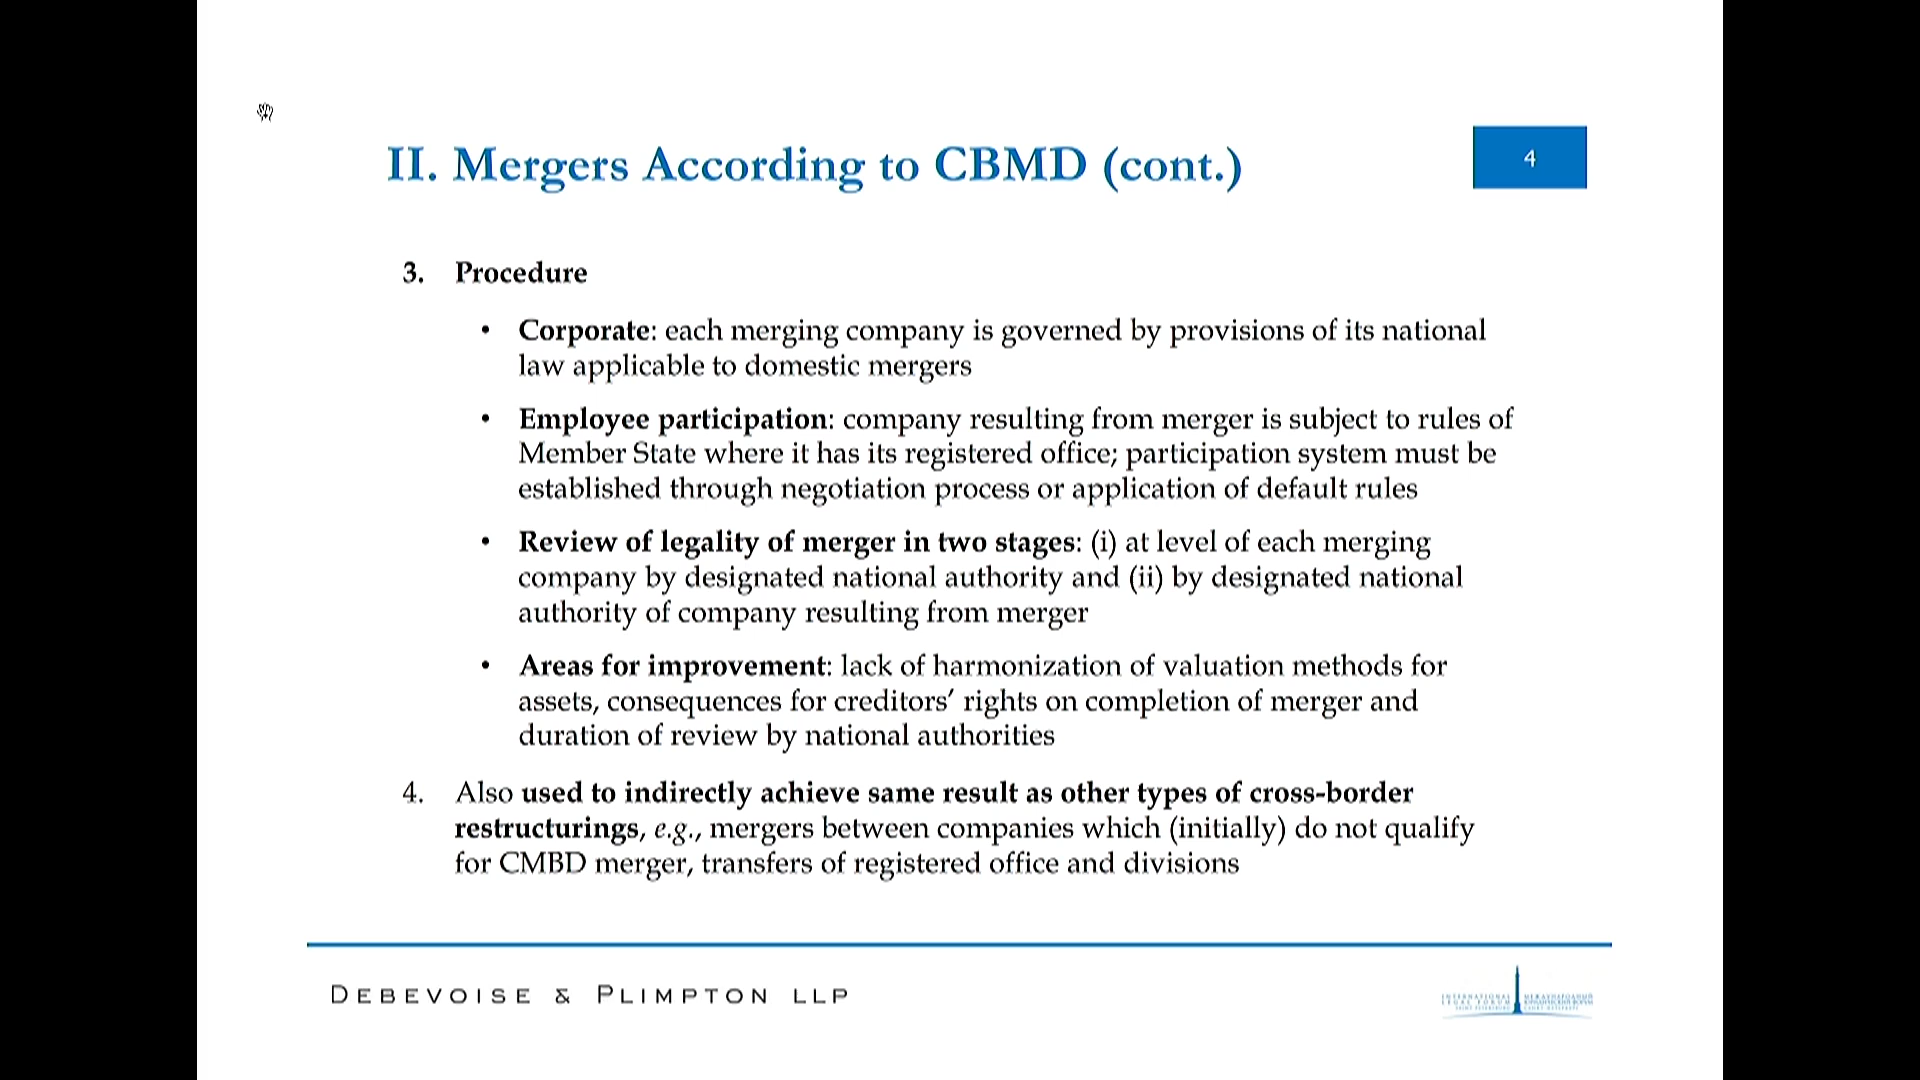 II. Mergers According to CBMD (cont.)
4
3. Procedure
• Corporate: each merging company is governed by provisions of its national
law applicable to domestic mergers
• Employee participation: company resulting from merger is subject to rules of
Member State where it has its registered office; participation system must be
established through negotiation process or application of default rules
• Review of legality of merger in two stages: (i) at level of each merging
company by designated national authority and (ii) by designated national
authority of company resulting from merger
• Areas for improvement: lack of harmonization of valuation methods for
assets, consequences for creditors’ rights on completion of merger and
duration of review by national authorities
4. Also used to indirectly achieve same result as other types of cross-border
restructurings, e.g., mergers between companies which (initially) do not qualify
for CMBD merger, transfers of registered office and divisions
DEBEVOISE & PLIMPTON LLP
INTERNATIONAL
LEGAL FORUM